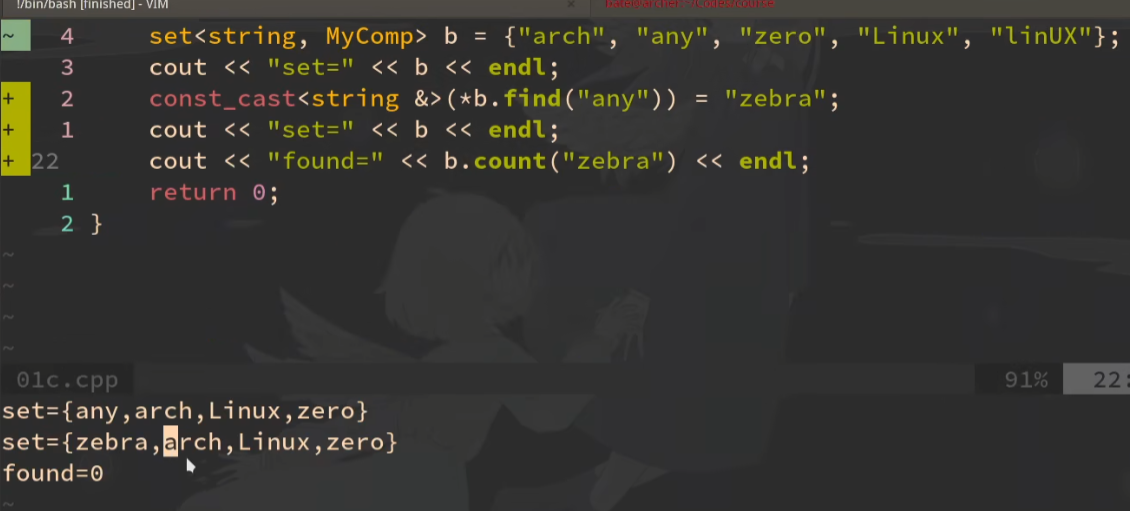 !/bin/bash [finished] - VIM
~ 4 set<string, MyComp> b = {"arch", "any", "zero", "Linux", "linUX"};
3 cout << "set=" << b << endl;
+ 2 const_cast<string &>(*b.find("any")) = "zebra";
+ 1 cout << "set=" << b << endl;
+ 22 cout << "found=" << b.count("zebra") << endl;
1 return 0;
2 }
~
~
~
~
01c.cpp 91% 22:
set={any,arch,Linux,zero}
set={zebra,arch,Linux,zero}
found=0
~